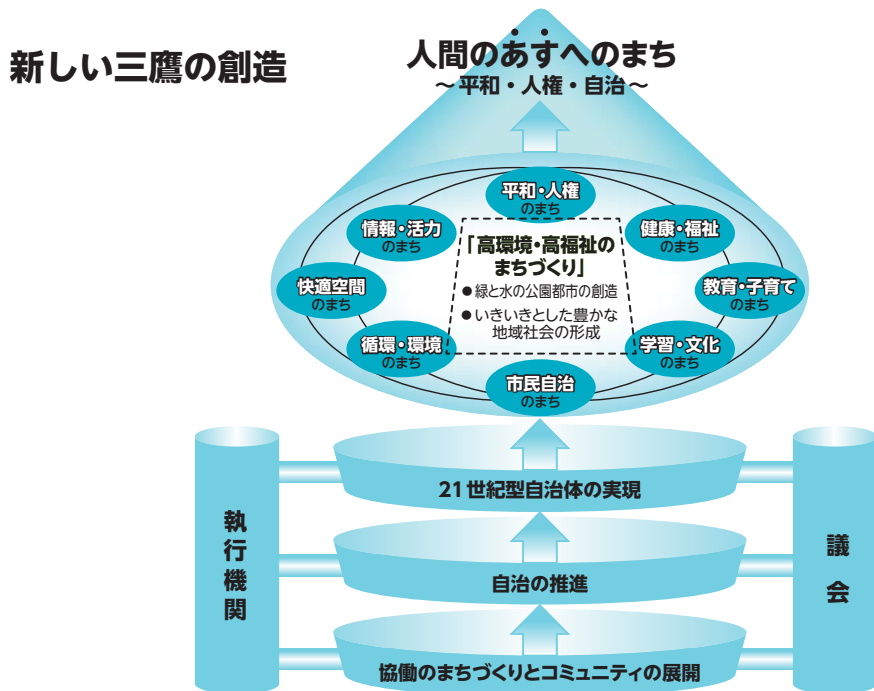 新しい三鷹の創造
人間のあすへのまち
～平和・人権・自治～
平和・人権
のまち
情報・活力
のまち
健康・福祉
のまち
快適空間
のまち
教育・子育て
のまち
循環・環境
のまち
学習・文化
のまち
市民自治
のまち
「高環境・高福祉の
まちづくり」
●緑と水の公園都市の創造
●いきいきとした豊かな
地域社会の形成
21世紀型自治体の実現
自治の推進
協働のまちづくりとコミュニティの展開
執行機関
議会